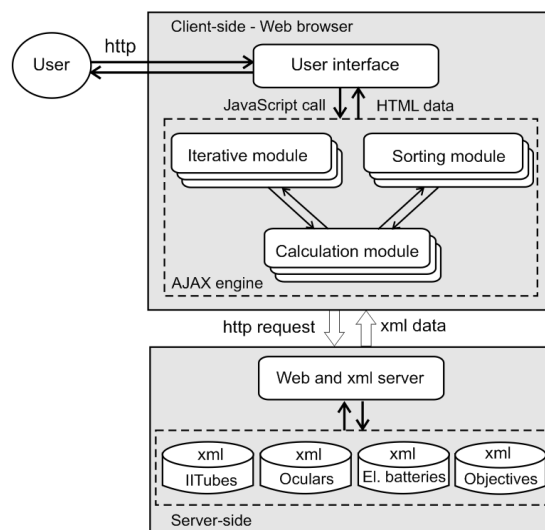 Client-side - Web browser
http
User
User interface
JavaScript call
HTML data
Iterative module
Sorting module
Calculation module
AJAX engine
http request
xml data
Web and xml server
xml
xml
xml
xml
IITubes
Oculars
El. batteries
Objectives
Server-side